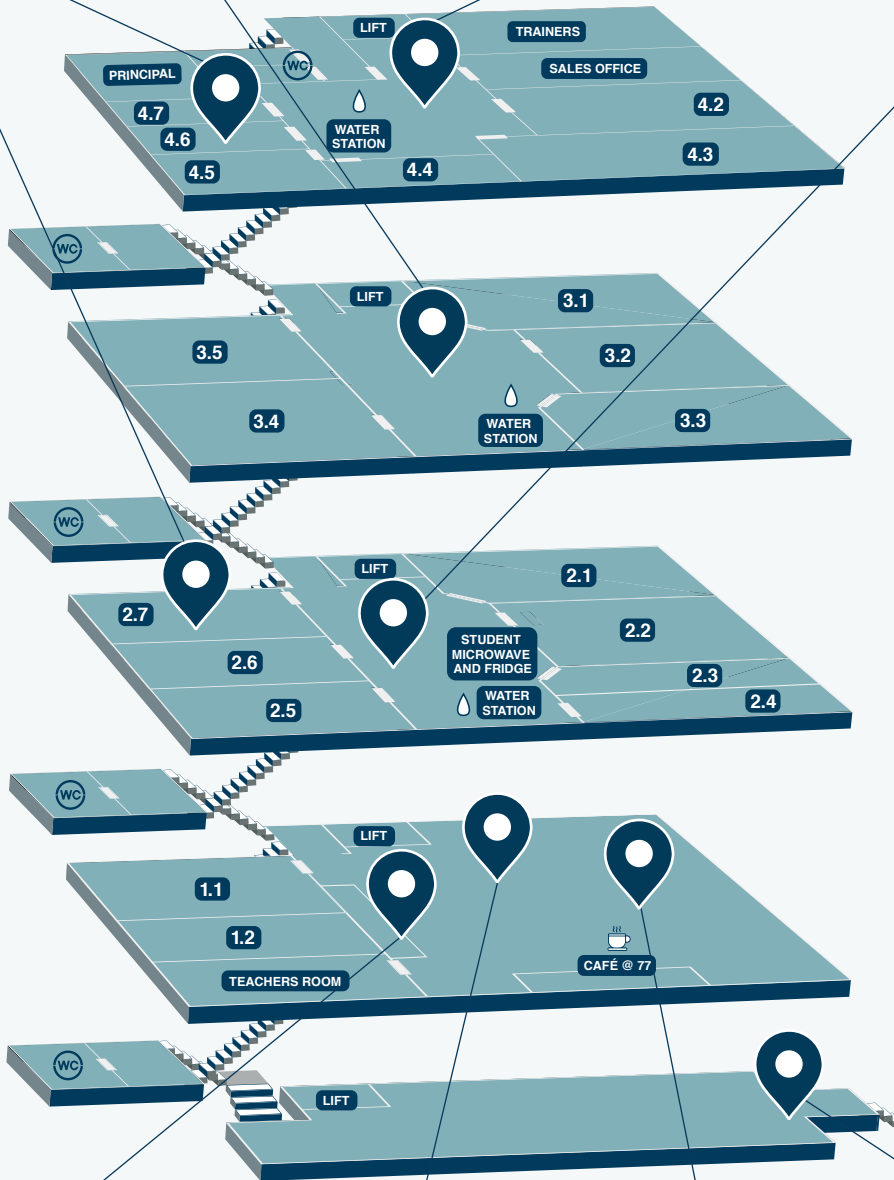 LIFT
TRAINERS
PRINCIPAL
WC
SALES OFFICE
4.7
4.2
4.6
WATER
STATION
4.5
4.4
4.3
WC
LIFT
3.1
3.5
3.2
3.4
WATER
STATION
3.3
WC
LIFT
2.1
2.7
2.2
STUDENT
MICROWAVE
AND FRIDGE
2.6
2.3
2.5
WATER
STATION
2.4
WC
LIFT
1.1
1.2
CAFÉ @ 77
TEACHERS ROOM
WC
LIFT